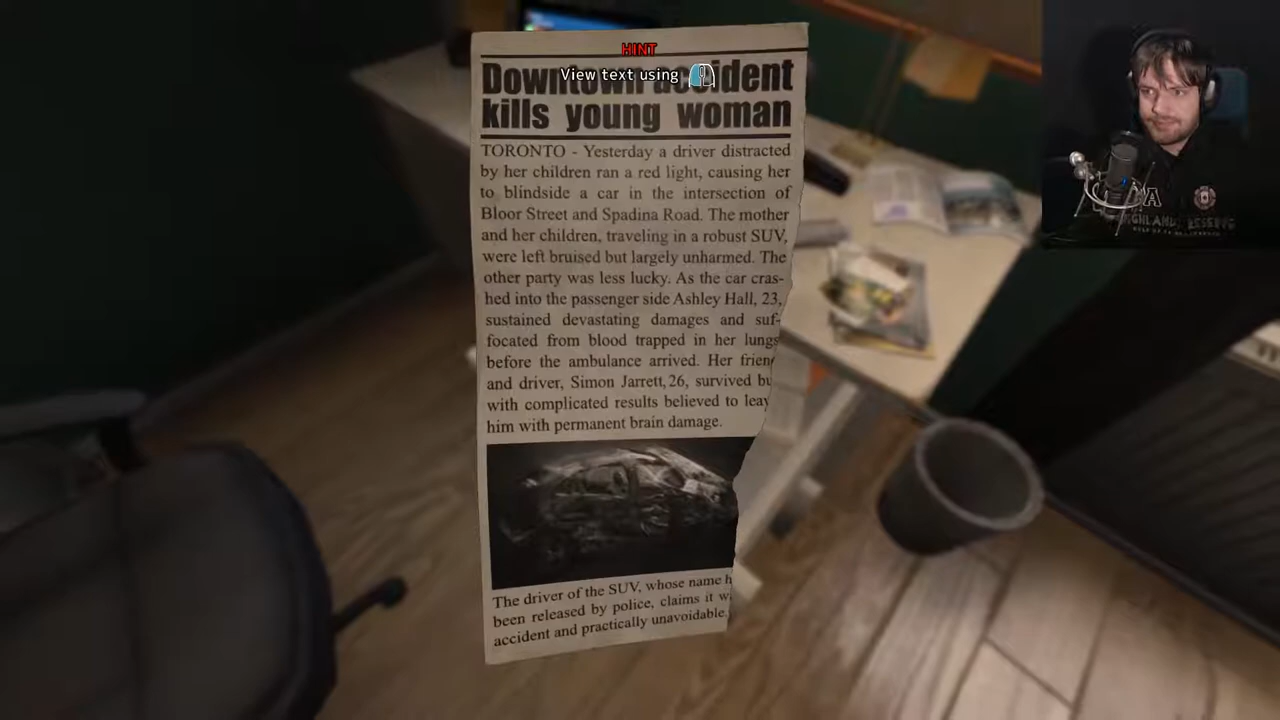 HINT
View text using
Downtown accident
kills young woman
TORONTO - Yesterday a driver distracted
by her children ran a red light, causing her
to blindside a car in the intersection of
Bloor Street and Spadina Road. The mother
and her children, traveling in a robust SUV,
were left bruised but largely unharmed. The
other party was less lucky. As the car cras-
hed into the passenger side Ashley Hall, 23,
sustained devastating damages and suf-
focated from blood trapped in her lungs
before the ambulance arrived. Her frien
and driver, Simon Jarrett, 26, survived bu
with complicated results believed to leav
him with permanent brain damage.
The driver of the SUV, whose name h
been released by police, claims it w
accident and practically unavoidable.